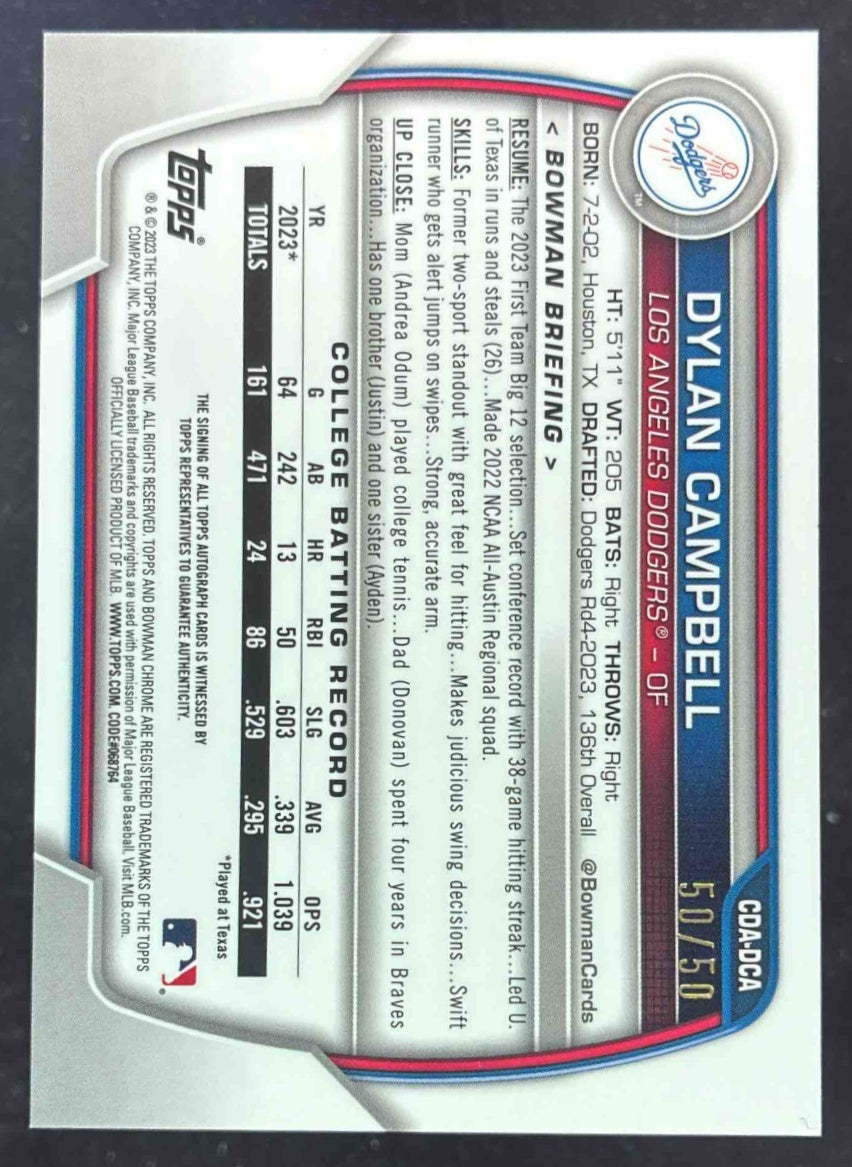 CDA-DCA
50/50
Dodgers
TM
DYLAN CAMPBELL
LOS ANGELES DODGERS® – OF
HT: 5'11" WT: 205 BATS: Right THROWS: Right
BORN: 7-2-02, Houston, TX DRAFTED: Dodgers Rd4-2023, 136th Overall @BowmanCards
< BOWMAN BRIEFING >
RESUME: The 2023 First Team Big 12 selection...Set conference record with 38-game hitting streak...Led U.
of Texas in runs and steals (26)...Made 2022 NCAA All-Austin Regional squad.
SKILLS: Former two-sport standout with great feel for hitting...Makes judicious swing decisions...Swift
runner who gets alert jumps on swipes...Strong, accurate arm.
UP CLOSE: Mom (Andrea Odum) played college tennis...Dad (Donovan) spent four years in Braves
organization...Has one brother (Justin) and one sister (Ayden).
COLLEGE BATTING RECORD
YR G AB HR RBI SLG AVG OPS
2023* 64 242 13 50 .603 .339 1.039
TOTALS 161 471 24 86 .529 .295 .921
*Played at Texas
topps®
THE SIGNING OF ALL TOPPS AUTOGRAPH CARDS IS WITNESSED BY
TOPPS REPRESENTATIVES TO GUARANTEE AUTHENTICITY.
® & © 2023 THE TOPPS COMPANY, INC. ALL RIGHTS RESERVED. TOPPS AND BOWMAN CHROME ARE REGISTERED TRADEMARKS OF THE TOPPS
COMPANY, INC. Major League Baseball trademarks and copyrights are used with permission of Major League Baseball. Visit MLB.com.
OFFICIALLY LICENSED PRODUCT OF MLB. WWW.TOPPS.COM. CODE#068764
®